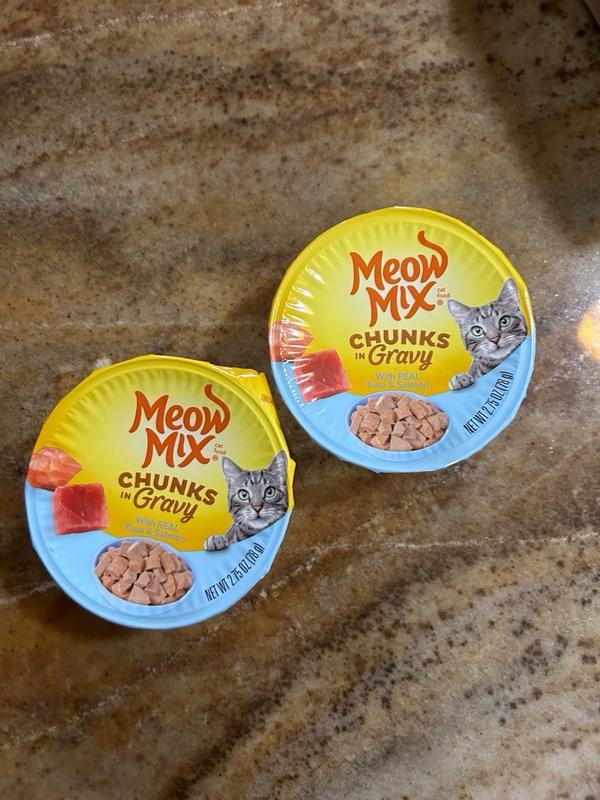 Meow
Mix
cat
food
®
CHUNKS
IN Gravy
With REAL
Tuna & Salmon
NET WT 2.75 OZ (78 g)
Meow
Mix
cat
food
®
CHUNKS
IN Gravy
With REAL
Tuna & Salmon
NET WT 2.75 OZ (78 g)